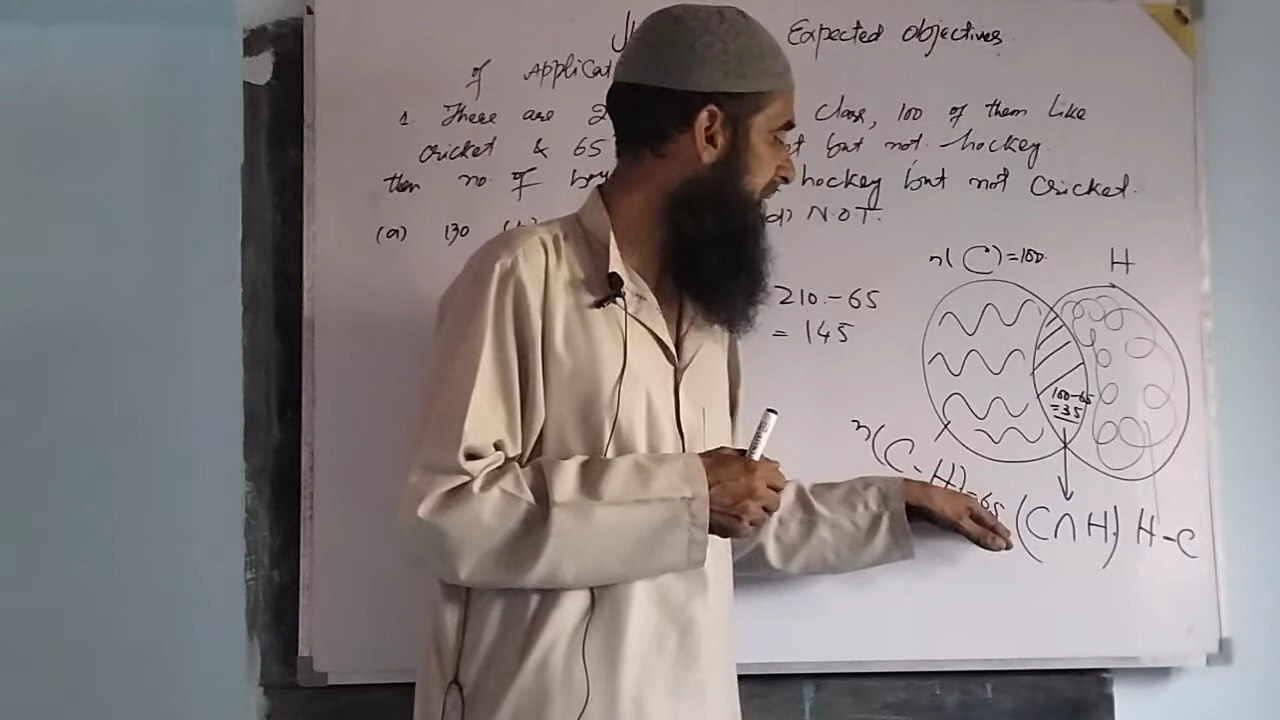 Expected Objectives
of Applicat
1. There are 2 class, 100 of them like
cricket & 65 but not hockey
then no. of hockey but not cricket.
(a) 130 (b) N.O.T.
n(C)=100 H
210-65
= 145
100-65
=35
n(C-H)=65
(C∩H) H-C